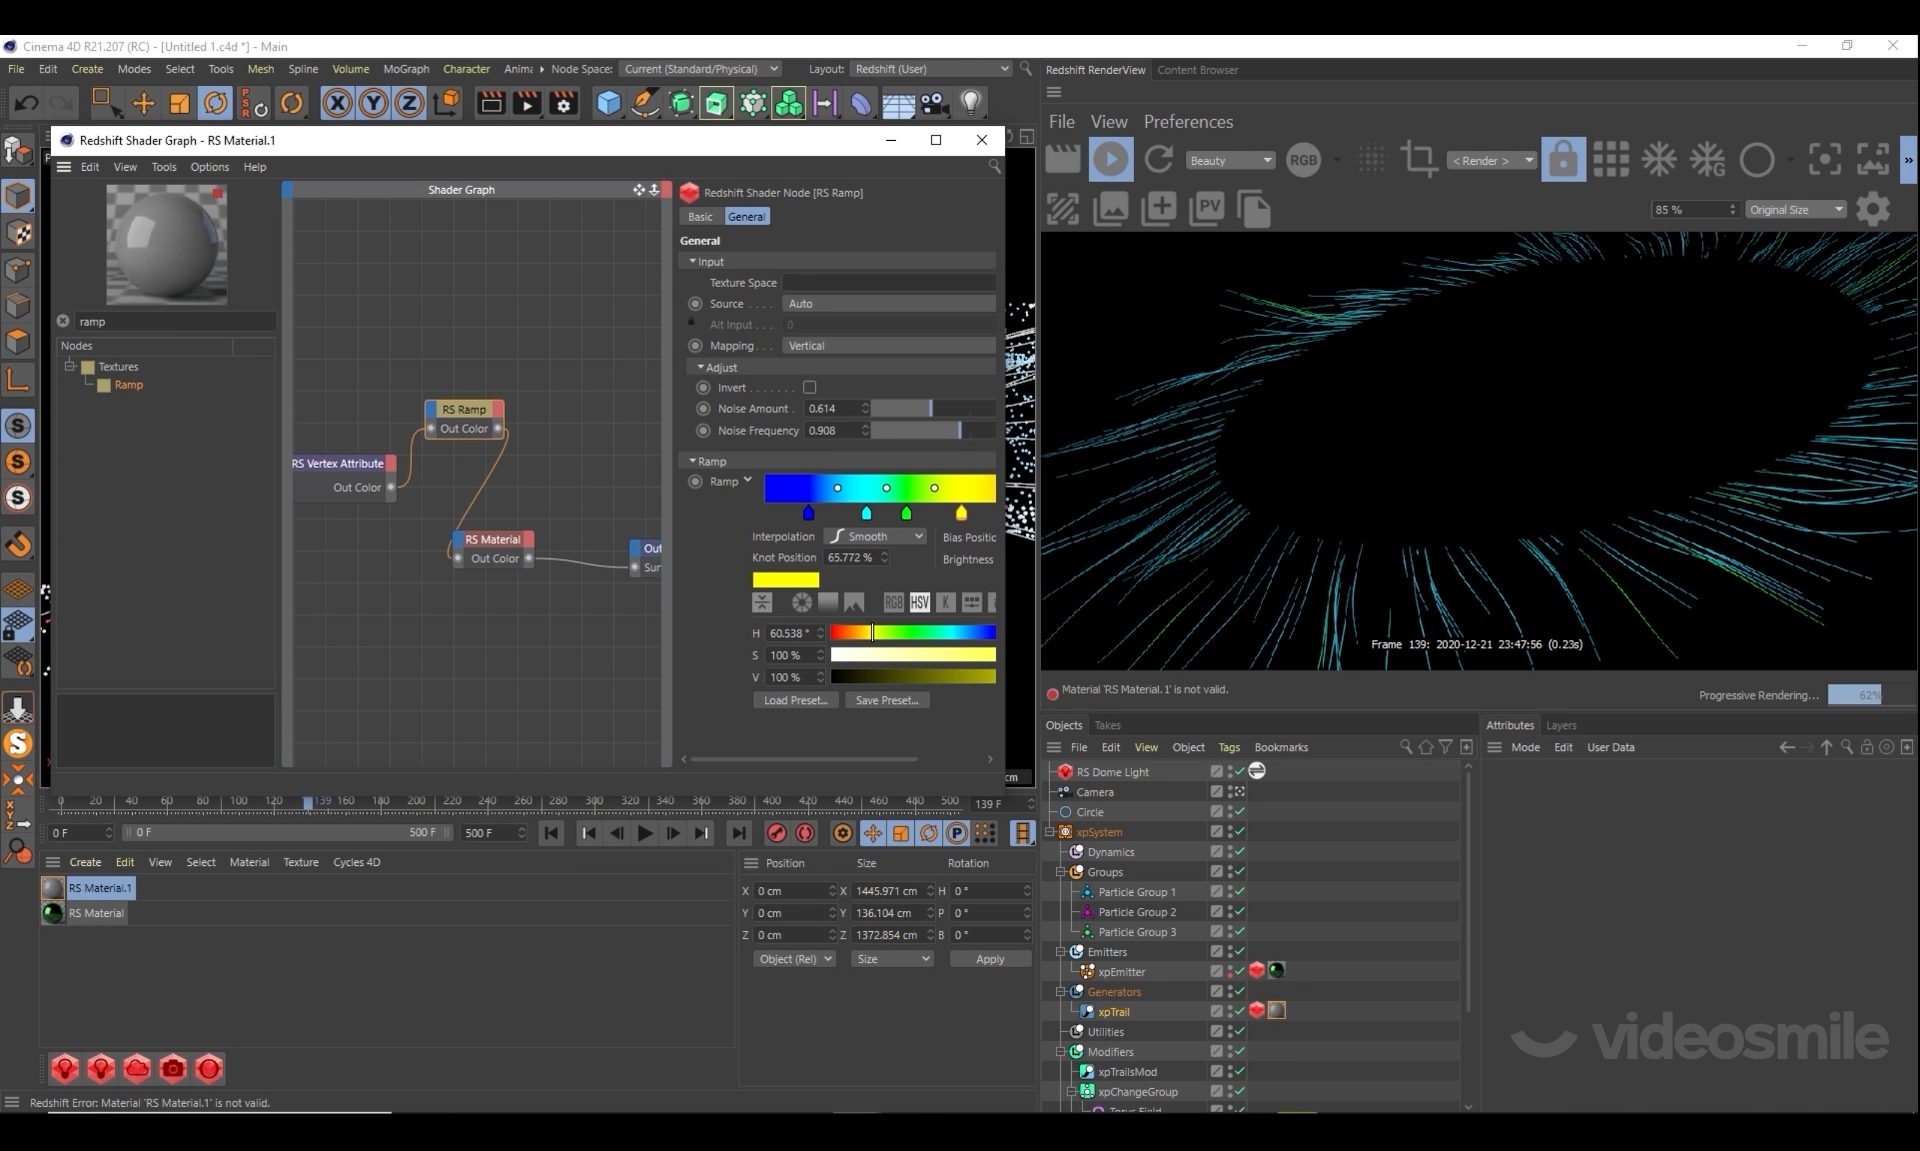 Cinema 4D R21.207 (RC) - [Untitled 1.c4d *] - Main
File Edit Create Modes Select Tools Mesh Spline Volume MoGraph Character Anima Node Space: Current (Standard/Physical) Layout: Redshift (User)
Redshift RenderView Content Browser
File View Preferences
Beauty RGB < Render >
PV 85 % Original Size
Redshift Shader Graph - RS Material.1
Edit View Tools Options Help
ramp
Nodes
Textures
Ramp
Shader Graph
RS Ramp
Out Color
RS Vertex Attribute
Out Color
RS Material
Out Color
Out
Sur
Redshift Shader Node [RS Ramp]
Basic General
General
Input
Texture Space
Source . . . . Auto
Alt Input . . . 0
Mapping . . . Vertical
Adjust
Invert . . . . . . .
Noise Amount . 0.614
Noise Frequency 0.908
Ramp
Ramp
Interpolation Smooth Bias Positic
Knot Position 65.772 % Brightness
RGB HSV K
H 60.538 °
S 100 %
V 100 %
Load Preset... Save Preset...
cm
Frame 139: 2020-12-21 23:47:56 (0.23s)
Material 'RS Material.1' is not valid.
Progressive Rendering... 62%
0 20 40 60 80 100 120 139 160 180 200 220 240 260 280 300 320 340 360 380 400 420 440 460 480 500 139 F
0 F 0 F 500 F 500 F
Create Edit View Select Material Texture Cycles 4D
RS Material.1
RS Material
Position Size Rotation
X 0 cm X 1445.971 cm H 0 °
Y 0 cm Y 136.104 cm P 0 °
Z 0 cm Z 1372.854 cm B 0 °
Object (Rel) Size Apply
Objects Takes
File Edit View Object Tags Bookmarks
RS Dome Light
Camera
Circle
xpSystem
Dynamics
Groups
Particle Group 1
Particle Group 2
Particle Group 3
Emitters
xpEmitter
Generators
xpTrail
Utilities
Modifiers
xpTrailsMod
xpChangeGroup
Torus Field
Attributes Layers
Mode Edit User Data
videosmile
Redshift Error: Material 'RS Material.1' is not valid.